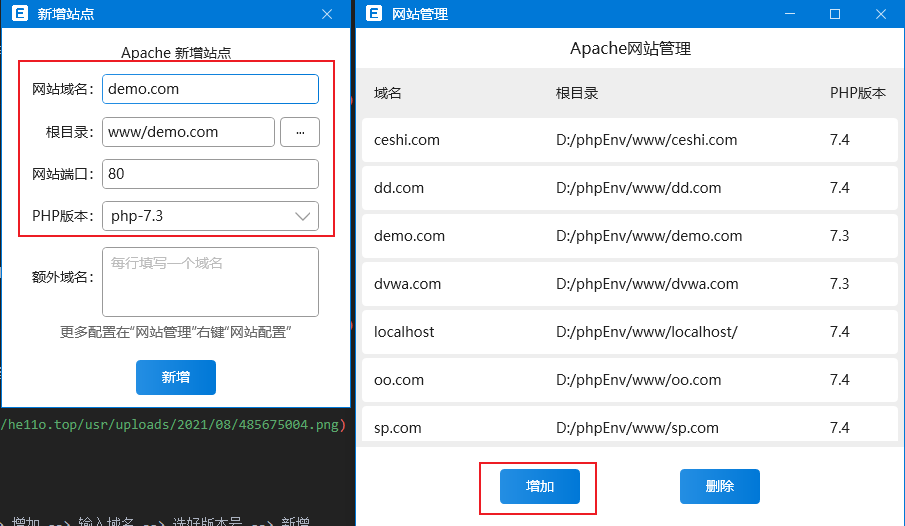 新增站点
Apache 新增站点
网站域名: demo.com
根目录: www/demo.com ...
网站端口: 80
PHP版本: php-7.3
额外域名: 每行填写一个域名
更多配置在“网站管理”右键“网站配置”
新增
/he11o.top/usr/uploads/2021/08/485675004.png)
增加 --> 输入域名 --> 选好版本号 --> 新增
网站管理
Apache网站管理
域名 根目录 PHP版本
ceshi.com D:/phpEnv/www/ceshi.com 7.4
dd.com D:/phpEnv/www/dd.com 7.4
demo.com D:/phpEnv/www/demo.com 7.3
dvwa.com D:/phpEnv/www/dvwa.com 7.3
localhost D:/phpEnv/www/localhost/ 7.4
oo.com D:/phpEnv/www/oo.com 7.4
sp.com D:/phpEnv/www/sp.com 7.4
增加 删除